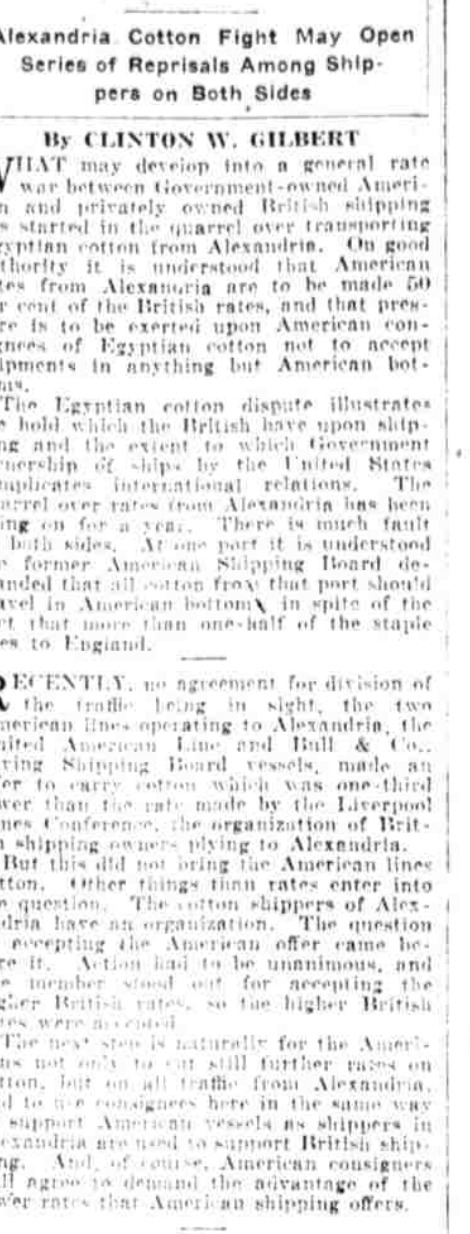 Alexandria Cotton Fight May Open
Series of Reprisals Among Ship-
pers on Both Sides
By CLINTON W. GILBERT
WHAT may develop into a general rate
war between Government-owned Ameri-
n and privately owned British shipping
s started in the quarrel over transporting
gyptian cotton from Alexandria. On good
thority it is understood that American
tes from Alexandria are to be made 50
r cent of the British rates, and that pres-
re is to be exerted upon American con-
gnees of Egyptian cotton not to accept
ipments in anything but American bot-
ms.
The Egyptian cotton dispute illustrates
e hold which the British have upon ship-
ng and the extent to which Government
nership of ships by the United States
mplicates international relations. The
arrel over rates from Alexandria has been
ing on for a year. There is much fault
both sides. At one part it is understood
e former American Shipping Board de-
anded that all cotton from that port should
avel in American bottoms in spite of the
ct that more than one-half of the staple
es to England.
RECENTLY, no agreement for division of
the traffic being in sight, the two
merican lines operating to Alexandria, the
nited American Line and Bull & Co.,
ving Shipping Board vessels, made an
fer to carry cotton which was one-third
wer than the rate made by the Liverpool
nes Conference, the organization of Brit-
h shipping owners plying to Alexandria.
But this did not bring the American lines
tton. Other things than rates enter into
e question. The cotton shippers of Alex-
dria have an organization. The question
accepting the American offer came be-
re it. Action had to be unanimous, and
e member stood out for accepting the
gher British rates, so the higher British
tes were accepted.
The next step is naturally for the Ameri-
ns not only to cut still further rates on
tton, but on all traffic from Alexandria,
d to use consignees here in the same way
support American vessels as shippers in
exandria are used to support British ship-
ng. And, of course, American consigners
ll agree to demand the advantage of the
wer rates that American shipping offers.